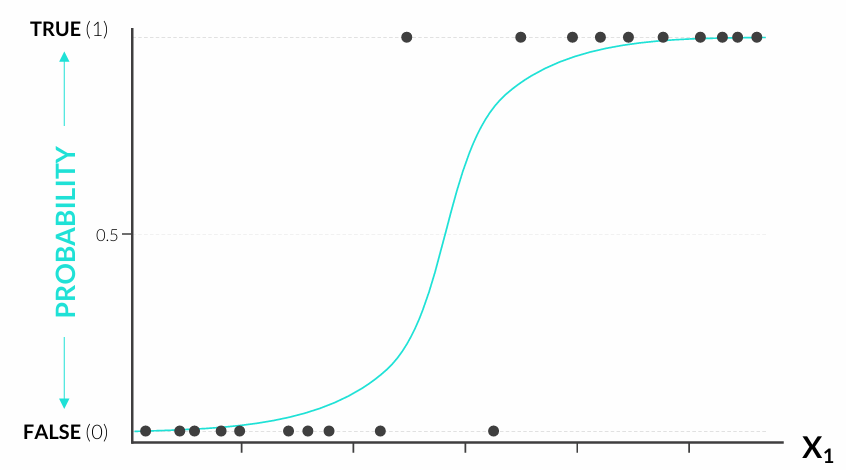 TRUE (1)
PROBABILITY
0.5
FALSE (0)
X₁